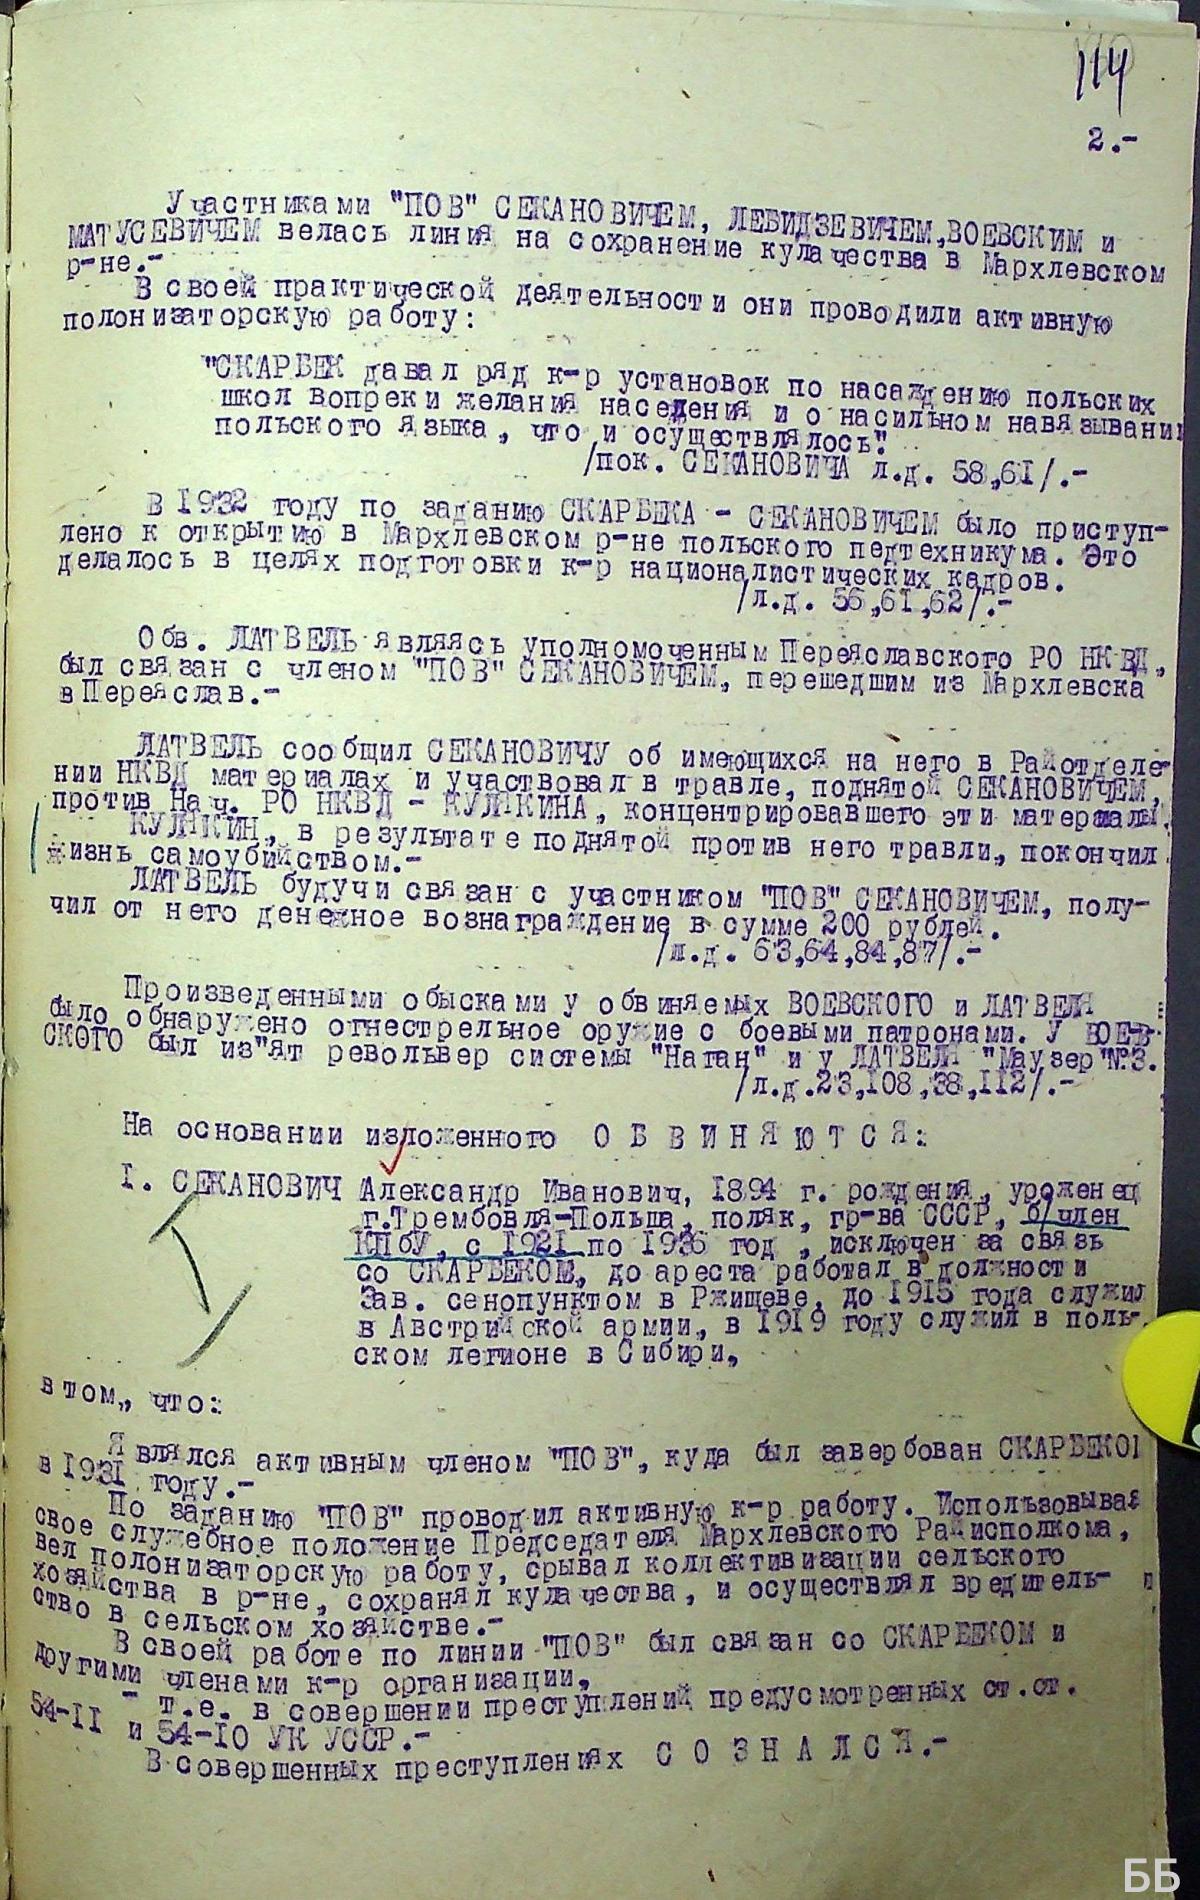 114
2.-
Участниками "ПОВ" СЕКАНОВИЧЕМ, ЛЕБИДЗЕВИЧЕМ,ВОЕВСКИМ и
МАТУСЕВИЧЕМ велась линия на сохранение кулачества в Мархлевском
р-не.-
В своей практической деятельности они проводили активную
полонизаторскую работу:
"СКАРБЕК давал ряд к-р установок по насаждению польских
школ вопреки желания населения и о насильном навязывании
польского языка, что и осуществлялось".
/пок. СЕКАНОВИЧА л.д. 58,61/.-
В 1932 году по заданию СКАРБЕКА - СЕКАНОВИЧЕМ было приступ-
лено к открытию в Мархлевском р-не польского педтехникума. Это
делалось в целях подготовки к-р националистических кадров.
/л.д. 56,61,62/.-
Обв. ЛАТВЕЛЬ являясь уполномоченным Переяславского РО НКВД,
был связан с членом "ПОВ" СЕКАНОВИЧЕМ, перешедшим из Мархлевска
в Переяслав.-
ЛАТВЕЛЬ сообщил СЕКАНОВИЧУ об имеющихся на него в Райотделе-
нии НКВД материалах и участвовал в травле, поднятой СЕКАНОВИЧЕМ,
против Нач. РО НКВД - КУЛИКИНА, концентрировавшего эти материалы.
КУЛИКИН, в результате поднятой против него травли, покончил
жизнь самоубийством.-
ЛАТВЕЛЬ будучи связан с участником "ПОВ" СЕКАНОВИЧЕМ, полу-
чил от него денежное вознаграждение в сумме 200 рублей.
/л.д. 63,64,84,87/.-
Произведенными обысками у обвиняемых ВОЕВСКОГО и ЛАТВЕЛЯ
было обнаружено огнестрельное оружие с боевыми патронами. У ВОЕВ-
СКОГО был из"ят револьвер системы "Наган" и у ЛАТВЕЛЯ "Маузер"№3.
/л.д.23,108,38,112/.-
На основании изложенного О Б В И Н Я Ю Т С Я:
I. СЕКАНОВИЧ Александр Иванович, 1894 г. рождения, уроженец
г.Трембовля-Польша, поляк, гр-ва СССР, б/член
КПбУ, с 1921 по 1936 год, исключен за связь
со СКАРБЕКОМ, до ареста работал в должности
Зав. сенопунктом в Ржищеве, до 1915 года служил
в Австрийской армии, в 1919 году служил в поль-
ском легионе в Сибири,
в том, что:
Являлся активным членом "ПОВ", куда был завербован СКАРБЕКОМ
в 1931 году.-
По заданию "ПОВ" проводил активную к-р работу. Использовывая
свое служебное положение Председателя Мархлевского Райисполкома,
вел полонизаторскую работу, срывал коллективизации сельского
хозяйства в р-не, сохранял кулачества, и осуществлял вредитель-
ство в сельском хозяйстве.-
В своей работе по линии "ПОВ" был связан со СКАРБЕКОМ и
другими членами к-р организации,
- т.е. в совершении преступлений предусмотренных ст.ст.
54-II и 54-IO УК УССР.-
В совершенных преступлениях С О З Н А Л С Я.-
ББ